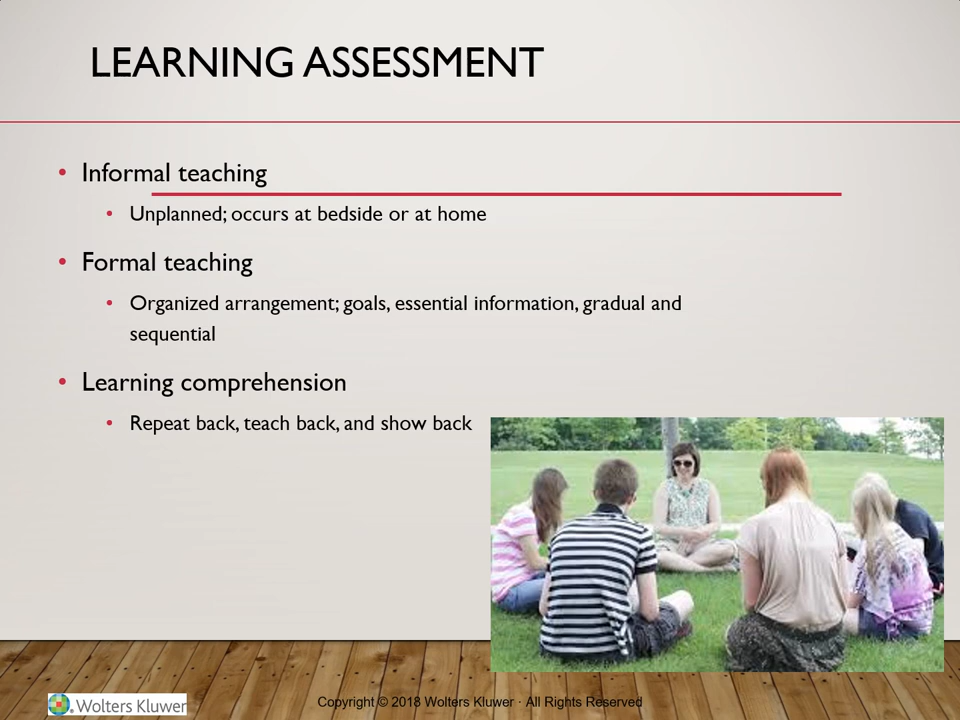 LEARNING ASSESSMENT
• Informal teaching
• Unplanned; occurs at bedside or at home
• Formal teaching
• Organized arrangement; goals, essential information, gradual and
sequential
• Learning comprehension
• Repeat back, teach back, and show back
Wolters Kluwer
Copyright © 2018 Wolters Kluwer · All Rights Reserved